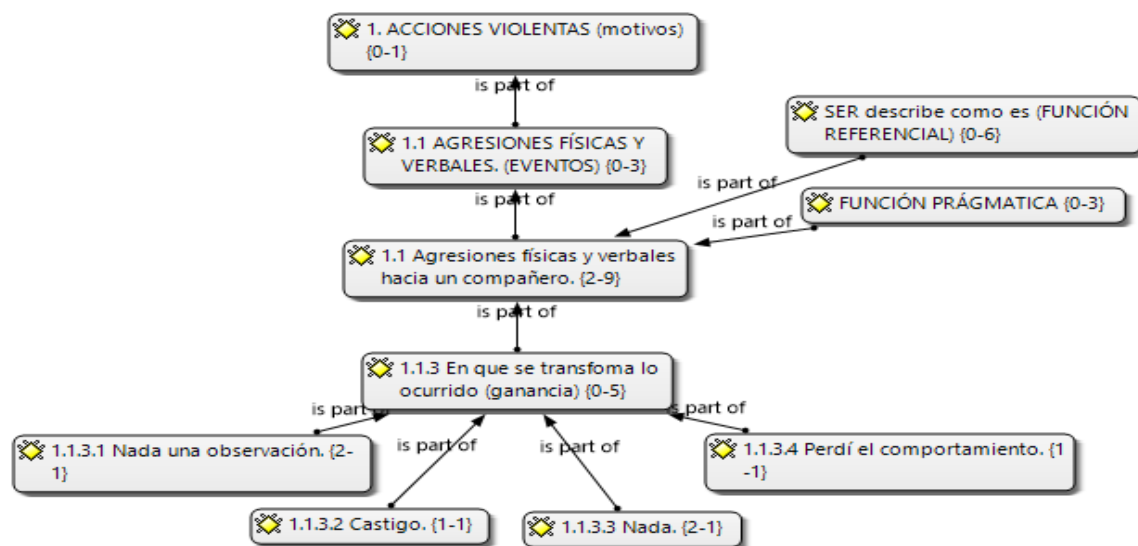 1. ACCIONES VIOLENTAS (motivos)
{0-1}
is part of
SER describe como es (FUNCIÓN
REFERENCIAL) {0-6}
1.1 AGRESIONES FÍSICAS Y
VERBALES. (EVENTOS) {0-3}
is part of
is part of
FUNCIÓN PRÁGMATICA {0-3}
is part of
1.1 Agresiones físicas y verbales
hacia un compañero. {2-9}
is part of
1.1.3 En que se transfoma lo
ocurrido (ganancia) {0-5}
is part of
is part of
is part of
is part of
1.1.3.1 Nada una observación. {2-
1}
1.1.3.4 Perdí el comportamiento. {1
-1}
1.1.3.2 Castigo. {1-1}
1.1.3.3 Nada. {2-1}